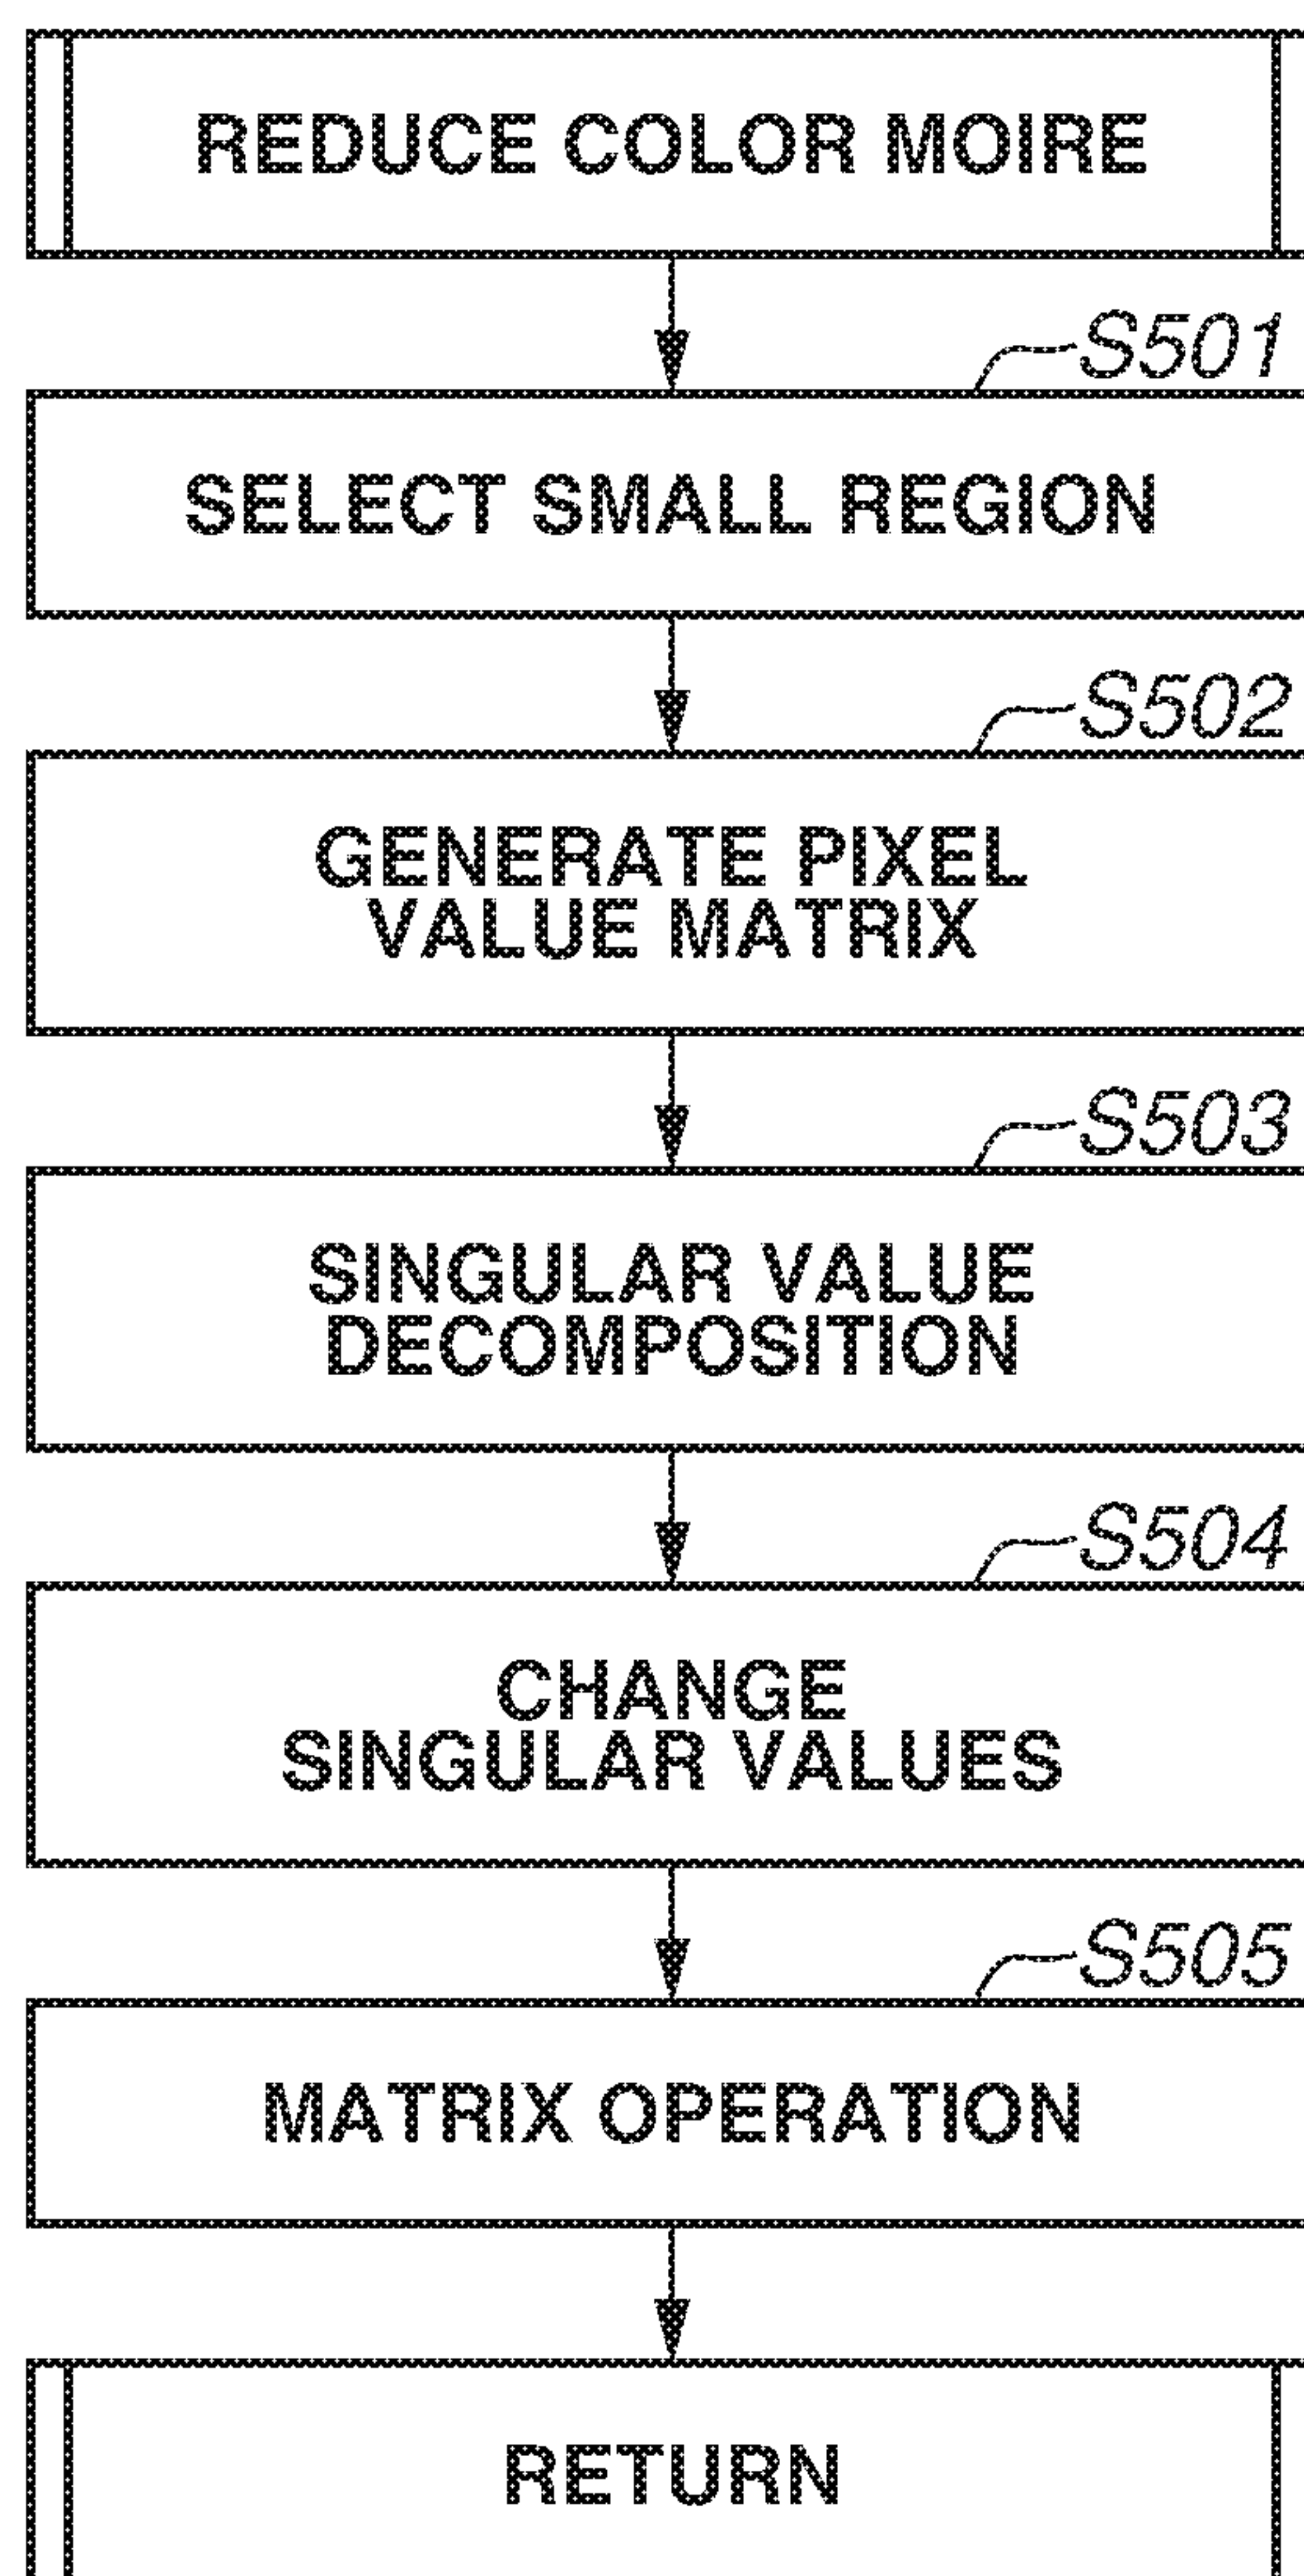 REDUCE COLOR MOIRE
S501
SELECT SMALL REGION
S502
GENERATE PIXEL
VALUE MATRIX
S503
SINGULAR VALUE
DECOMPOSITION
S504
CHANGE
SINGULAR VALUES
S505
MATRIX OPERATION
RETURN